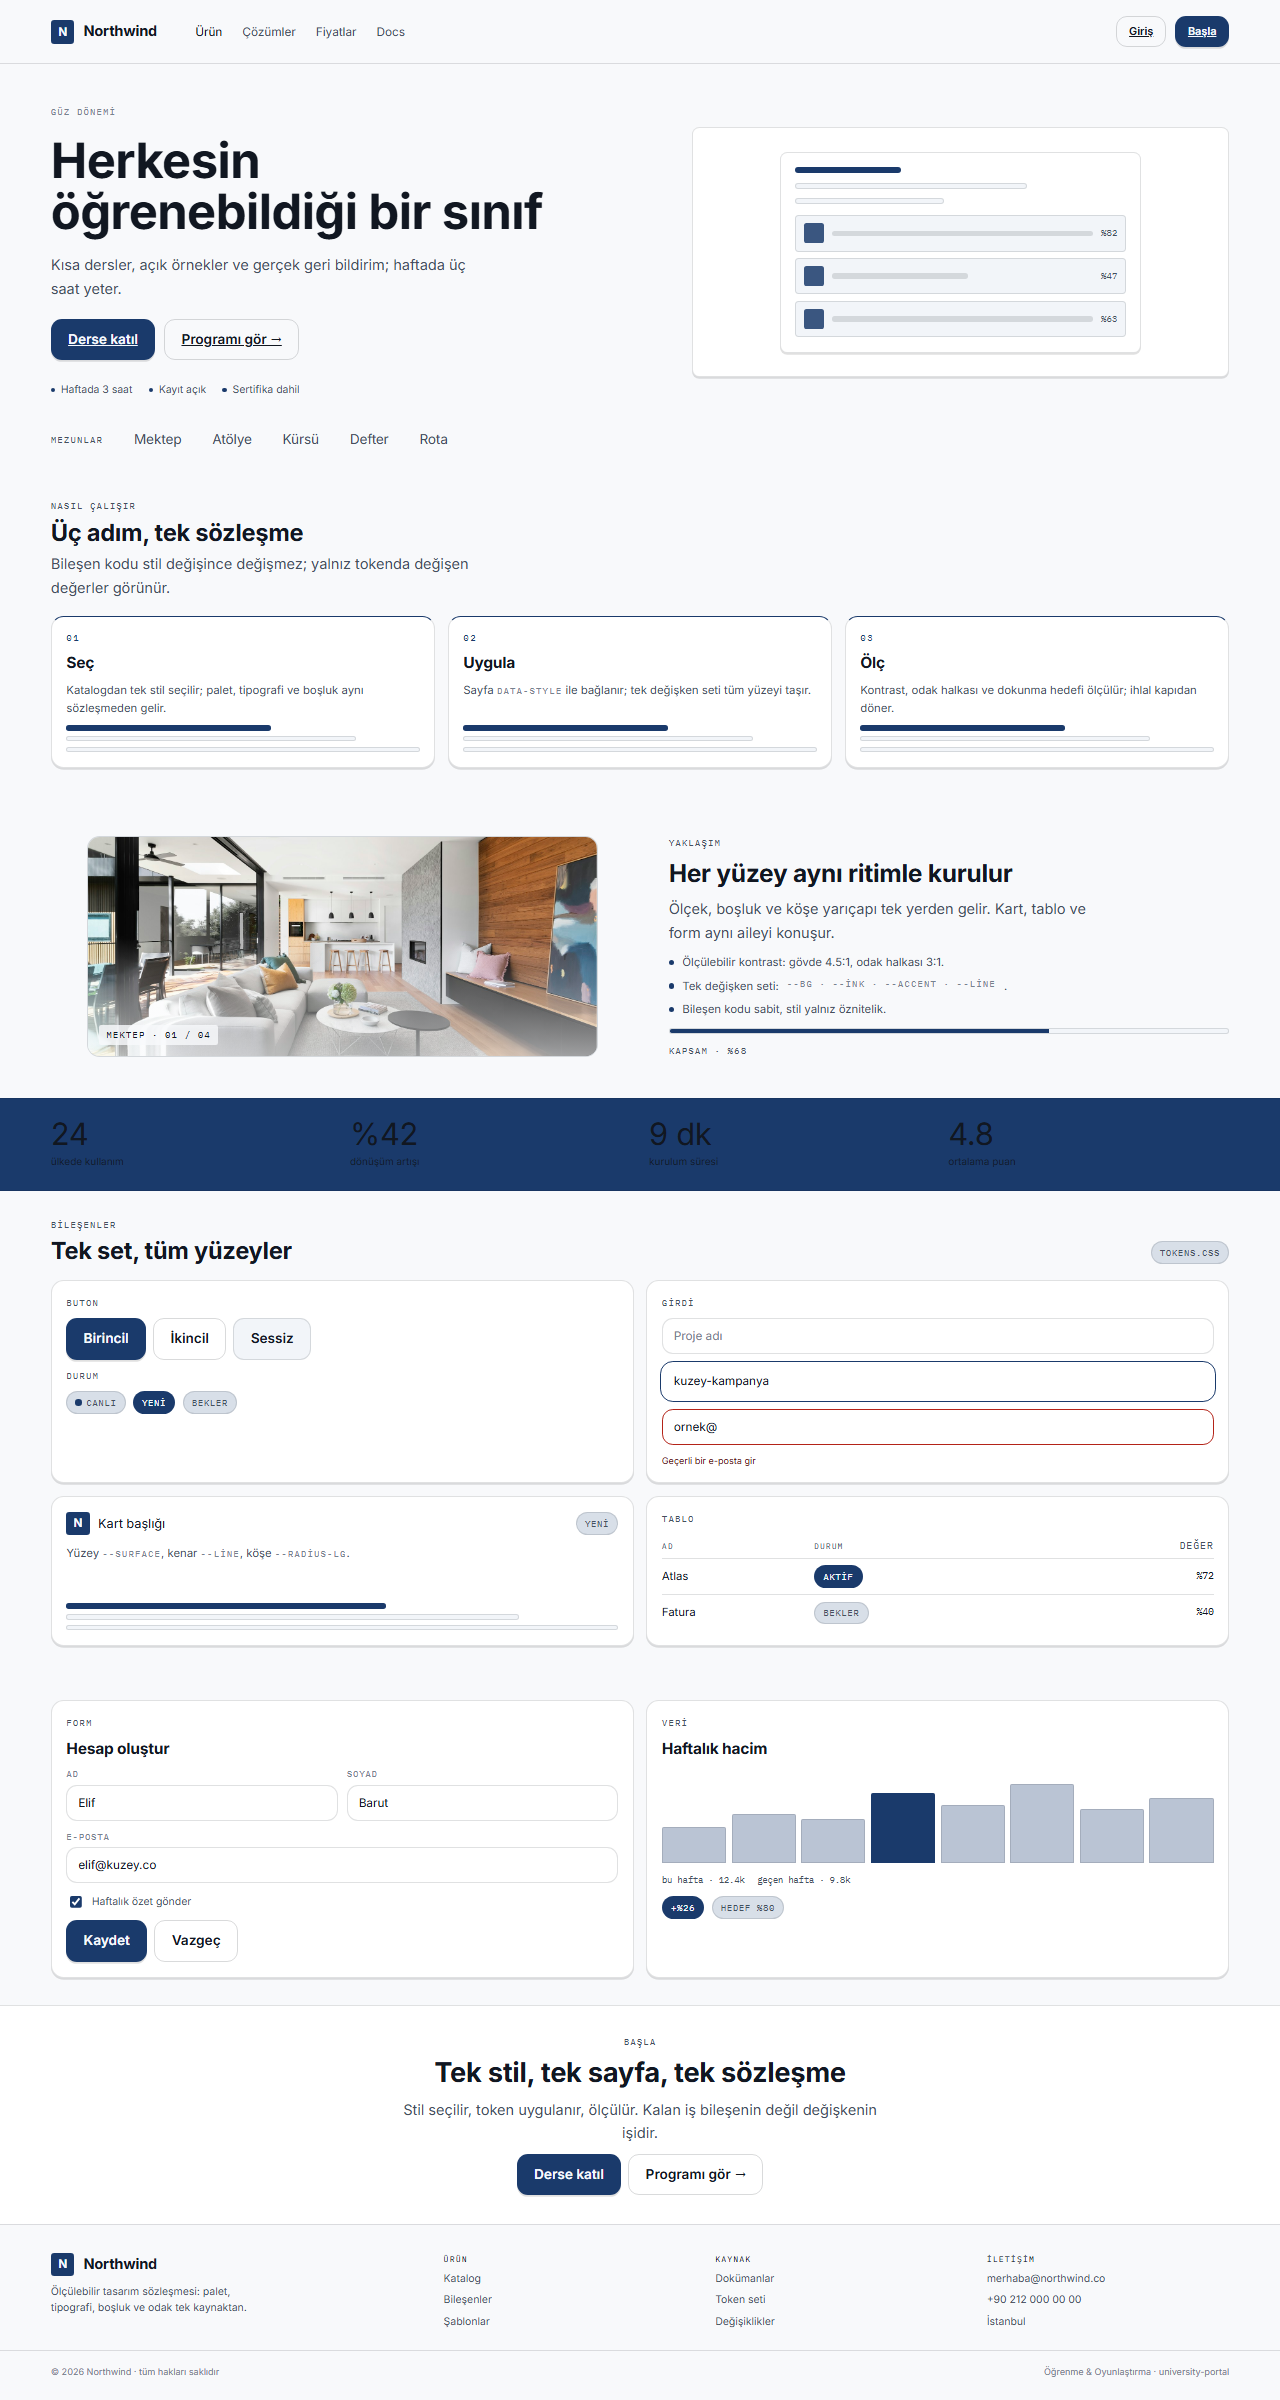 N Northwind Ürün Çözümler Fiyatlar Docs Giriş Başla
GÜZ DÖNEMİ
Herkesin
öğrenebildiği bir sınıf
Kısa dersler, açık örnekler ve gerçek geri bildirim; haftada üç
saat yeter.
Derse katıl Programı gör →
Haftada 3 saat Kayıt açık Sertifika dahil
%82
%47
%63
MEZUNLAR Mektep Atölye Kürsü Defter Rota
NASIL ÇALIŞIR
Üç adım, tek sözleşme
Bileşen kodu stil değişince değişmez; yalnız tokenda değişen
değerler görünür.
01
Seç
Katalogdan tek stil seçilir; palet, tipografi ve boşluk aynı
sözleşmeden gelir.
02
Uygula
Sayfa DATA-STYLE ile bağlanır; tek değişken seti tüm yüzeyi taşır.
03
Ölç
Kontrast, odak halkası ve dokunma hedefi ölçülür; ihlal kapıdan
döner.
MEKTEP · 01 / 04
YAKLAŞIM
Her yüzey aynı ritimle kurulur
Ölçek, boşluk ve köşe yarıçapı tek yerden gelir. Kart, tablo ve
form aynı aileyi konuşur.
Ölçülebilir kontrast: gövde 4.5:1, odak halkası 3:1.
Tek değişken seti: --BG · --İNK · --ACCENT · --LİNE .
Bileşen kodu sabit, stil yalnız öznitelik.
KAPSAM · %68
24 %42 9 dk 4.8
ülkede kullanım dönüşüm artışı kurulum süresi ortalama puan
BİLEŞENLER
Tek set, tüm yüzeyler
TOKENS.CSS
BUTON
Birincil İkincil Sessiz
DURUM
CANLI YENİ BEKLER
GİRDİ
Proje adı
kuzey-kampanya
ornek@
Geçerli bir e-posta gir
N Kart başlığı YENİ
Yüzey --SURFACE, kenar --LİNE, köşe --RADİUS-LG.
TABLO
AD DURUM DEĞER
Atlas AKTİF %72
Fatura BEKLER %40
FORM
Hesap oluştur
AD SOYAD
Elif Barut
E-POSTA
elif@kuzey.co
Haftalık özet gönder
Kaydet Vazgeç
VERİ
Haftalık hacim
bu hafta · 12.4k geçen hafta · 9.8k
+%26 HEDEF %80
BAŞLA
Tek stil, tek sayfa, tek sözleşme
Stil seçilir, token uygulanır, ölçülür. Kalan iş bileşenin değil değişkenin
işidir.
Derse katıl Programı gör →
N Northwind
Ölçülebilir tasarım sözleşmesi: palet,
tipografi, boşluk ve odak tek kaynaktan.
ÜRÜN
Katalog
Bileşenler
Şablonlar
KAYNAK
Dokümanlar
Token seti
Değişiklikler
İLETİŞİM
merhaba@northwind.co
+90 212 000 00 00
İstanbul
© 2026 Northwind · tüm hakları saklıdır
Öğrenme & Oyunlaştırma · university-portal